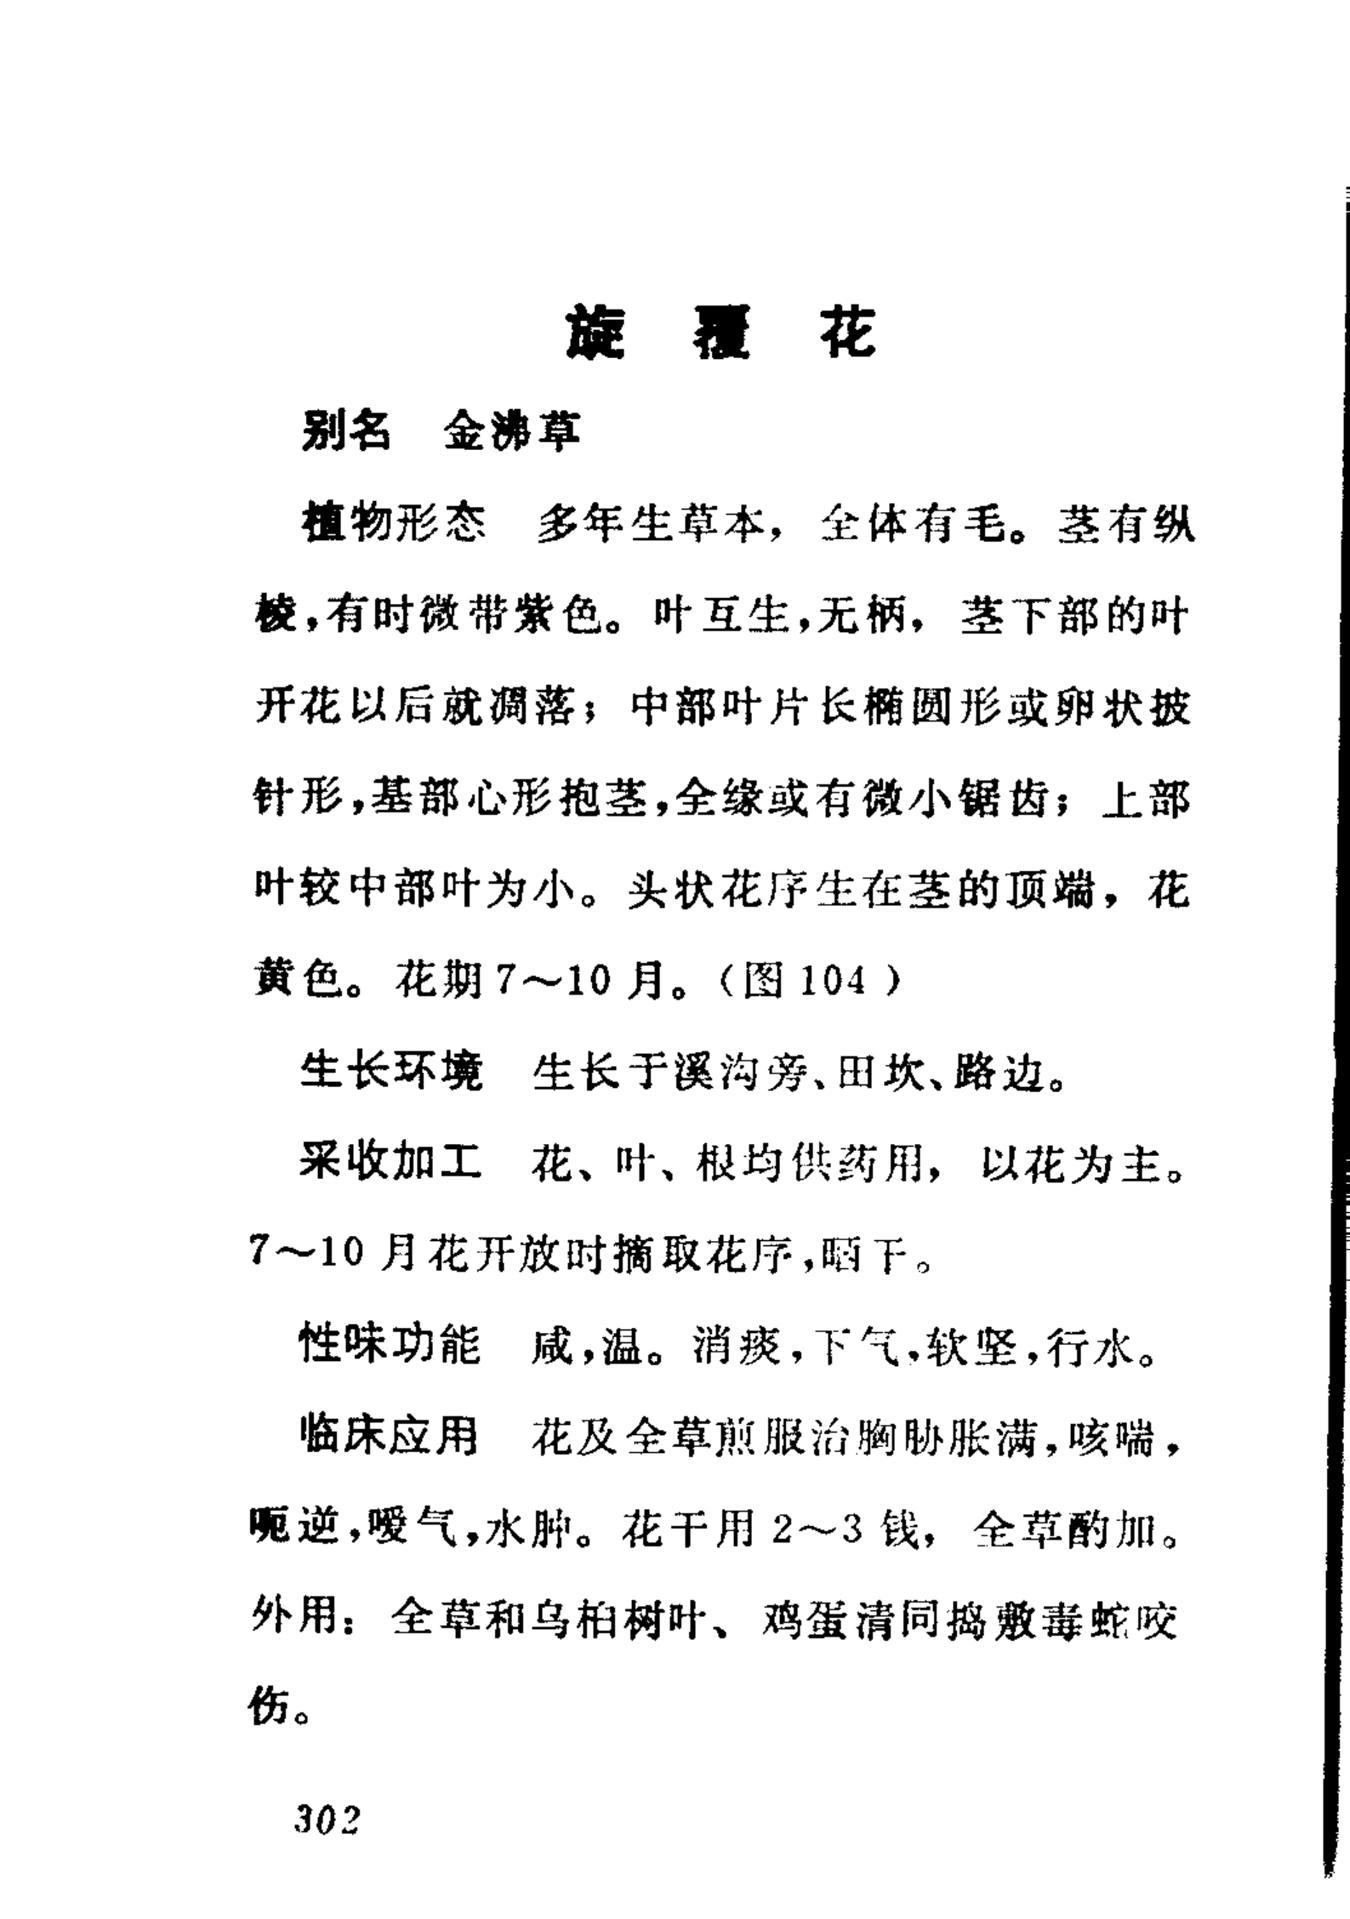 旋覆花
别名 金沸草
植物形态 多年生草本，全体有毛。茎有纵
棱，有时微带紫色。叶互生，无柄，茎下部的叶
开花以后就凋落；中部叶片长椭圆形或卵状披
针形，基部心形抱茎，全缘或有微小锯齿；上部
叶较中部叶为小。头状花序生在茎的顶端，花
黄色。花期7～10月。（图104）
生长环境 生长于溪沟旁、田坎、路边。
采收加工 花、叶、根均供药用，以花为主。
7～10月花开放时摘取花序，晒干。
性味功能 咸，温。消痰，下气，软坚，行水。
临床应用 花及全草煎服治胸胁胀满，咳喘，
呃逆，嗳气，水肿。花干用2～3钱，全草酌加。
外用：全草和乌桕树叶、鸡蛋清同捣敷毒蛇咬
伤。
302